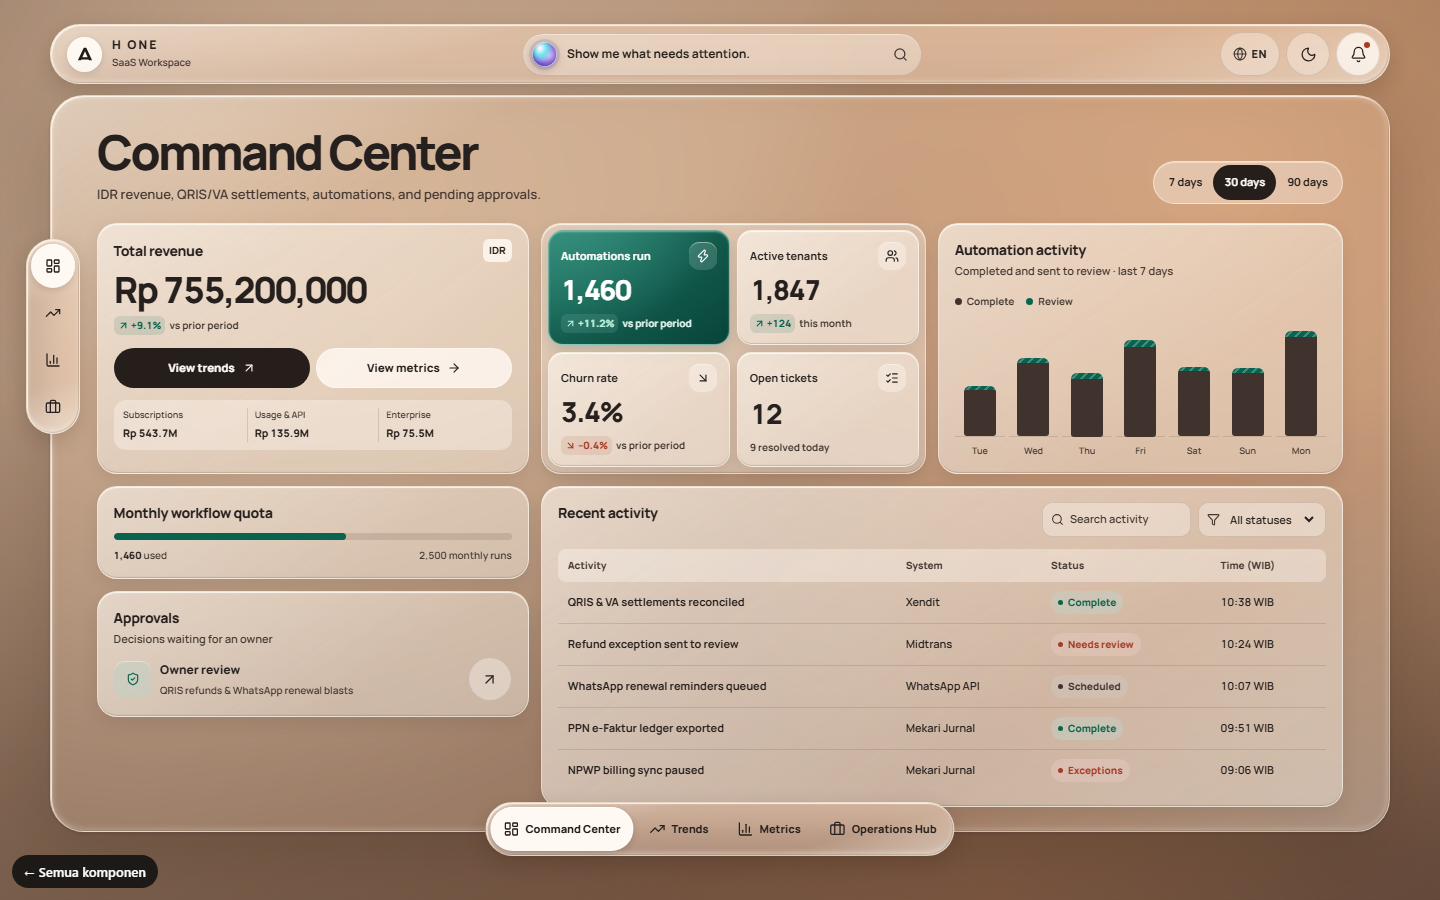 H ONE
SaaS Workspace
Show me what needs attention.
EN
Command Center
IDR revenue, QRIS/VA settlements, automations, and pending approvals.
7 days
30 days
90 days
Total revenue
IDR
Rp 755,200,000
+9.1%
vs prior period
View trends
View metrics
Subscriptions
Rp 543.7M
Usage & API
Rp 135.9M
Enterprise
Rp 75.5M
Automations run
1,460
+11.2%
vs prior period
Active tenants
1,847
+124
this month
Churn rate
3.4%
−0.4%
vs prior period
Open tickets
12
9 resolved today
Automation activity
Completed and sent to review · last 7 days
Complete
Review
Tue
Wed
Thu
Fri
Sat
Sun
Mon
Monthly workflow quota
1,460 used
2,500 monthly runs
Approvals
Decisions waiting for an owner
Owner review
QRIS refunds & WhatsApp renewal blasts
Recent activity
Search activity
All statuses
Activity System Status Time (WIB)
QRIS & VA settlements reconciled Xendit Complete 10:38 WIB
Refund exception sent to review Midtrans Needs review 10:24 WIB
WhatsApp renewal reminders queued WhatsApp API Scheduled 10:07 WIB
PPN e-Faktur ledger exported Mekari Jurnal Complete 09:51 WIB
NPWP billing sync paused Mekari Jurnal Exceptions 09:06 WIB
Command Center
Trends
Metrics
Operations Hub
← Semua komponen